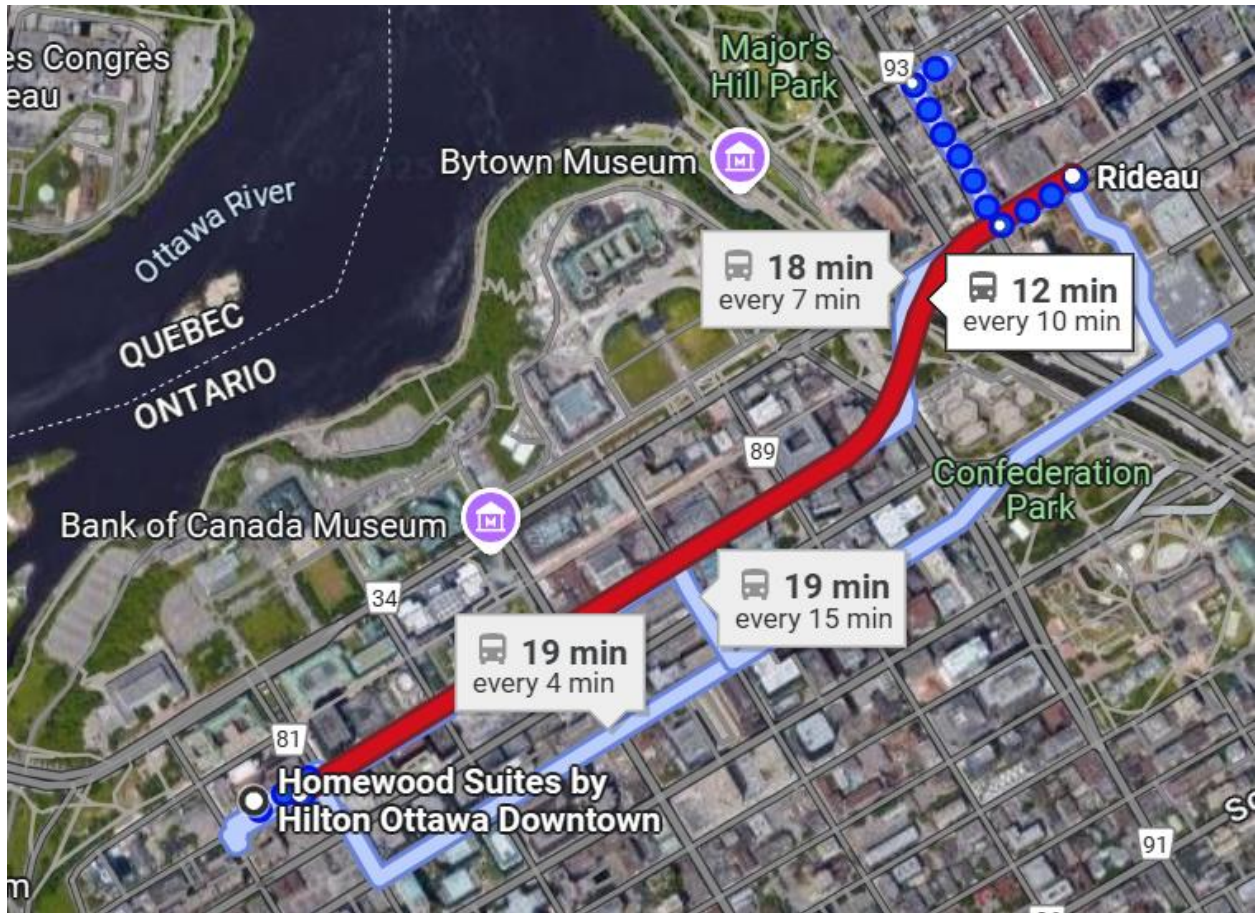 es Congrès
eau
Major's
Hill Park
93
Bytown Museum
Rideau
Ottawa River
18 min
every 7 min
12 min
every 10 min
QUEBEC
ONTARIO
89
Confederation
Park
Bank of Canada Museum
34
19 min
every 15 min
19 min
every 4 min
81
Homewood Suites by
Hilton Ottawa Downtown
91
m